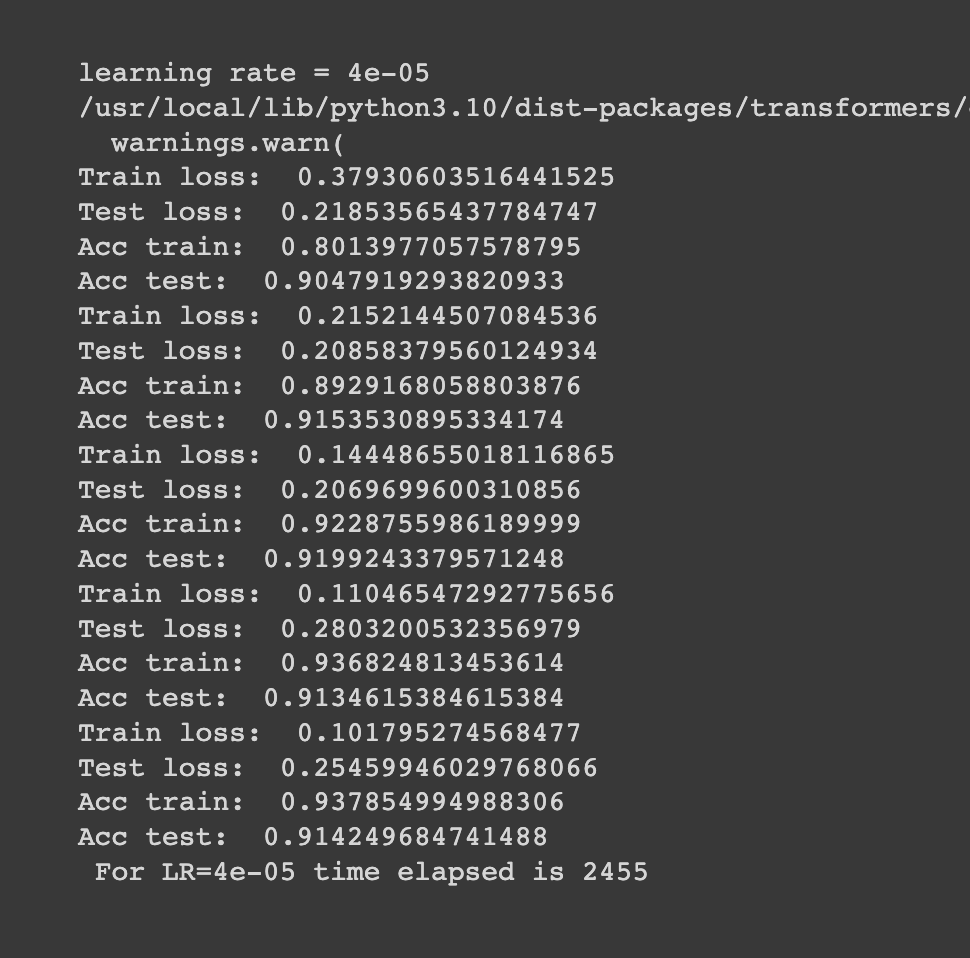 learning rate = 4e-05
/usr/local/lib/python3.10/dist-packages/transformers/
warnings.warn(
Train loss:  0.37930603516441525
Test loss:  0.21853565437784747
Acc train:  0.8013977057578795
Acc test:  0.9047919293820933
Train loss:  0.2152144507084536
Test loss:  0.20858379560124934
Acc train:  0.8929168058803876
Acc test:  0.9153530895334174
Train loss:  0.14448655018116865
Test loss:  0.2069699600310856
Acc train:  0.9228755986189999
Acc test:  0.9199243379571248
Train loss:  0.11046547292775656
Test loss:  0.2803200532356979
Acc train:  0.936824813453614
Acc test:  0.9134615384615384
Train loss:  0.101795274568477
Test loss:  0.25459946029768066
Acc train:  0.937854994988306
Acc test:  0.914249684741488
For LR=4e-05 time elapsed is 2455